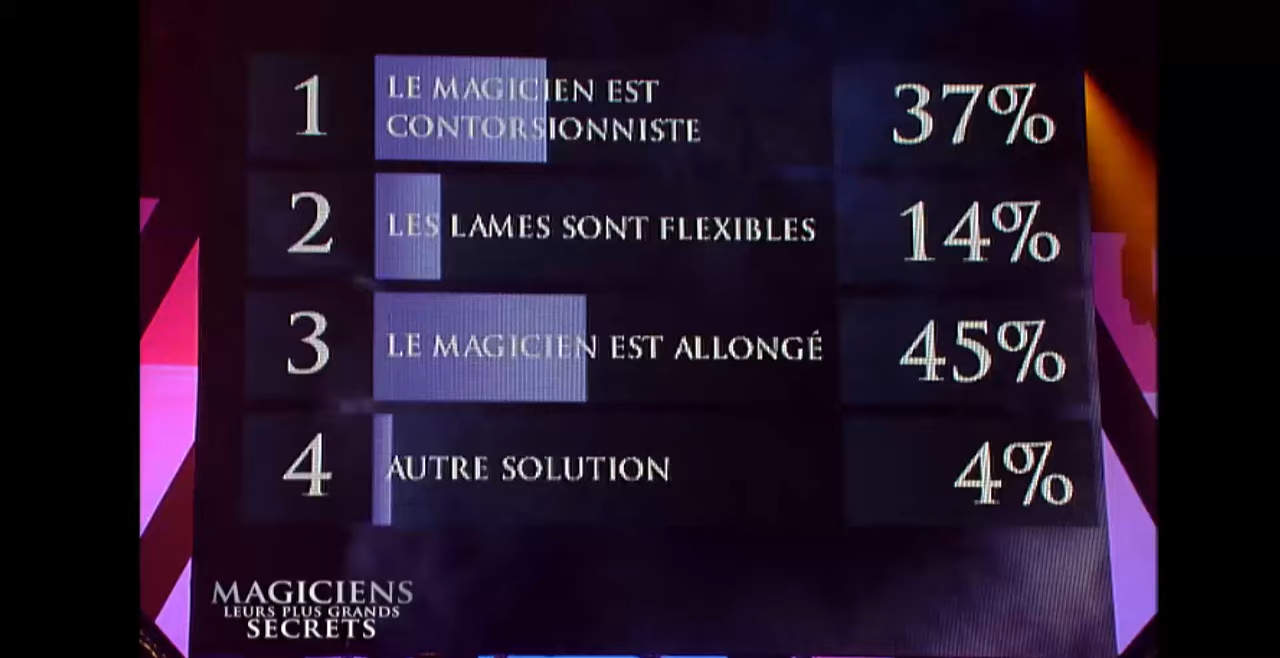 1
LE MAGICIEN EST
CONTORSIONNISTE
37%
2
LES LAMES SONT FLEXIBLES
14%
3
LE MAGICIEN EST ALLONGÉ
45%
4
AUTRE SOLUTION
4%
MAGICIENS
LEURS PLUS GRANDS
SECRETS